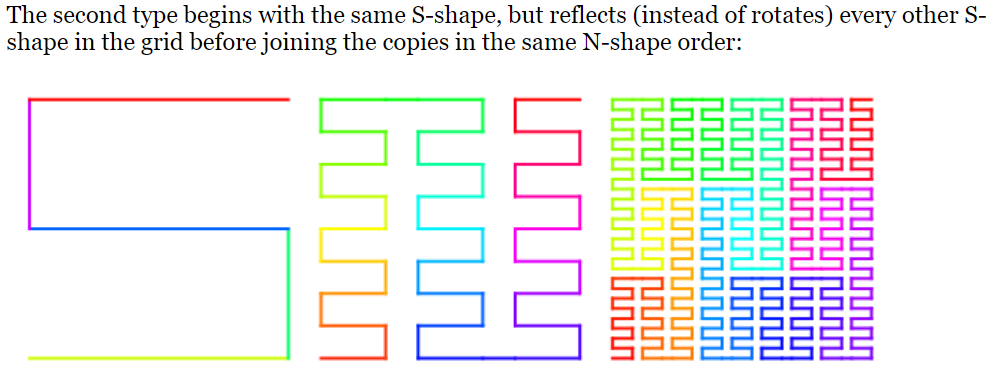 The second type begins with the same S-shape, but reflects (instead of rotates) every other S-
shape in the grid before joining the copies in the same N-shape order: